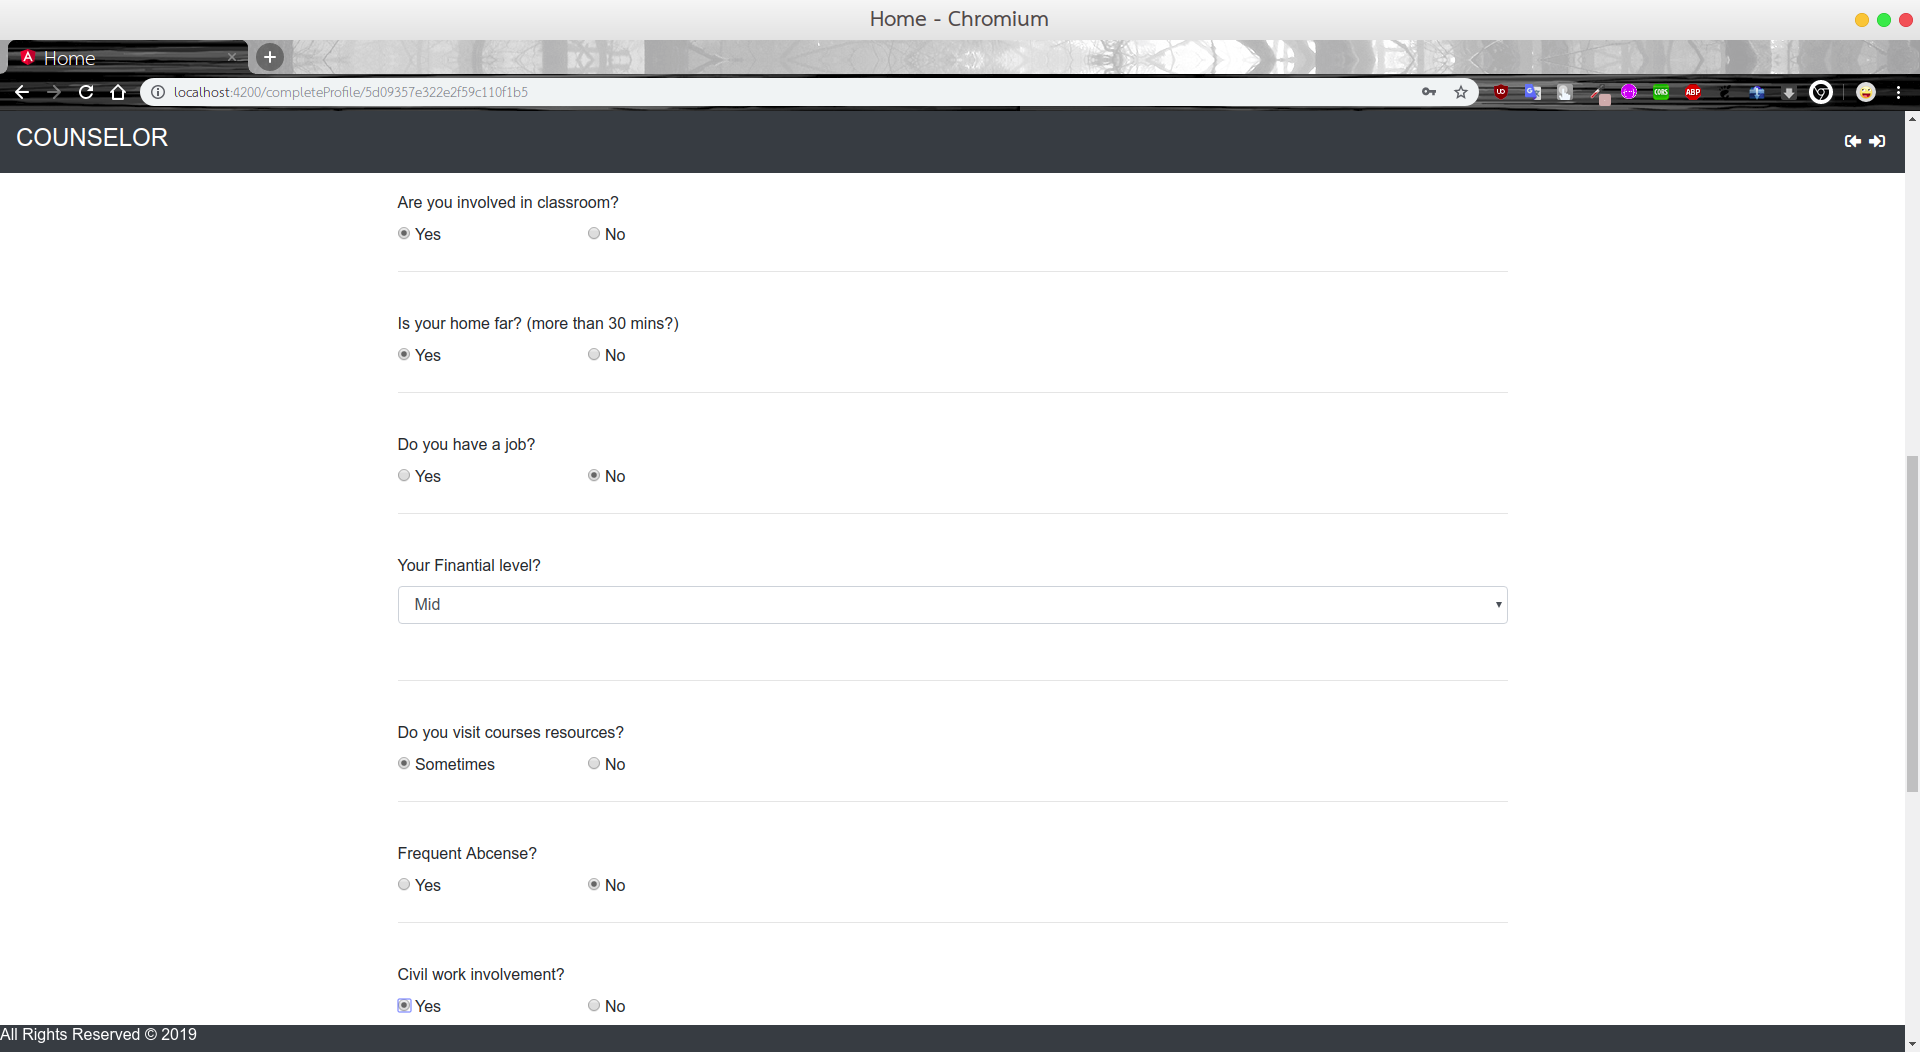 Home - Chromium
Home
localhost:4200/completeProfile/5d09357e322e2f59c110f1b5
CORS
ABP
COUNSELOR
Are you involved in classroom?
Yes No
Is your home far? (more than 30 mins?)
Yes No
Do you have a job?
Yes No
Your Finantial level?
Mid
Do you visit courses resources?
Sometimes No
Frequent Abcense?
Yes No
Civil work involvement?
Yes No
All Rights Reserved © 2019